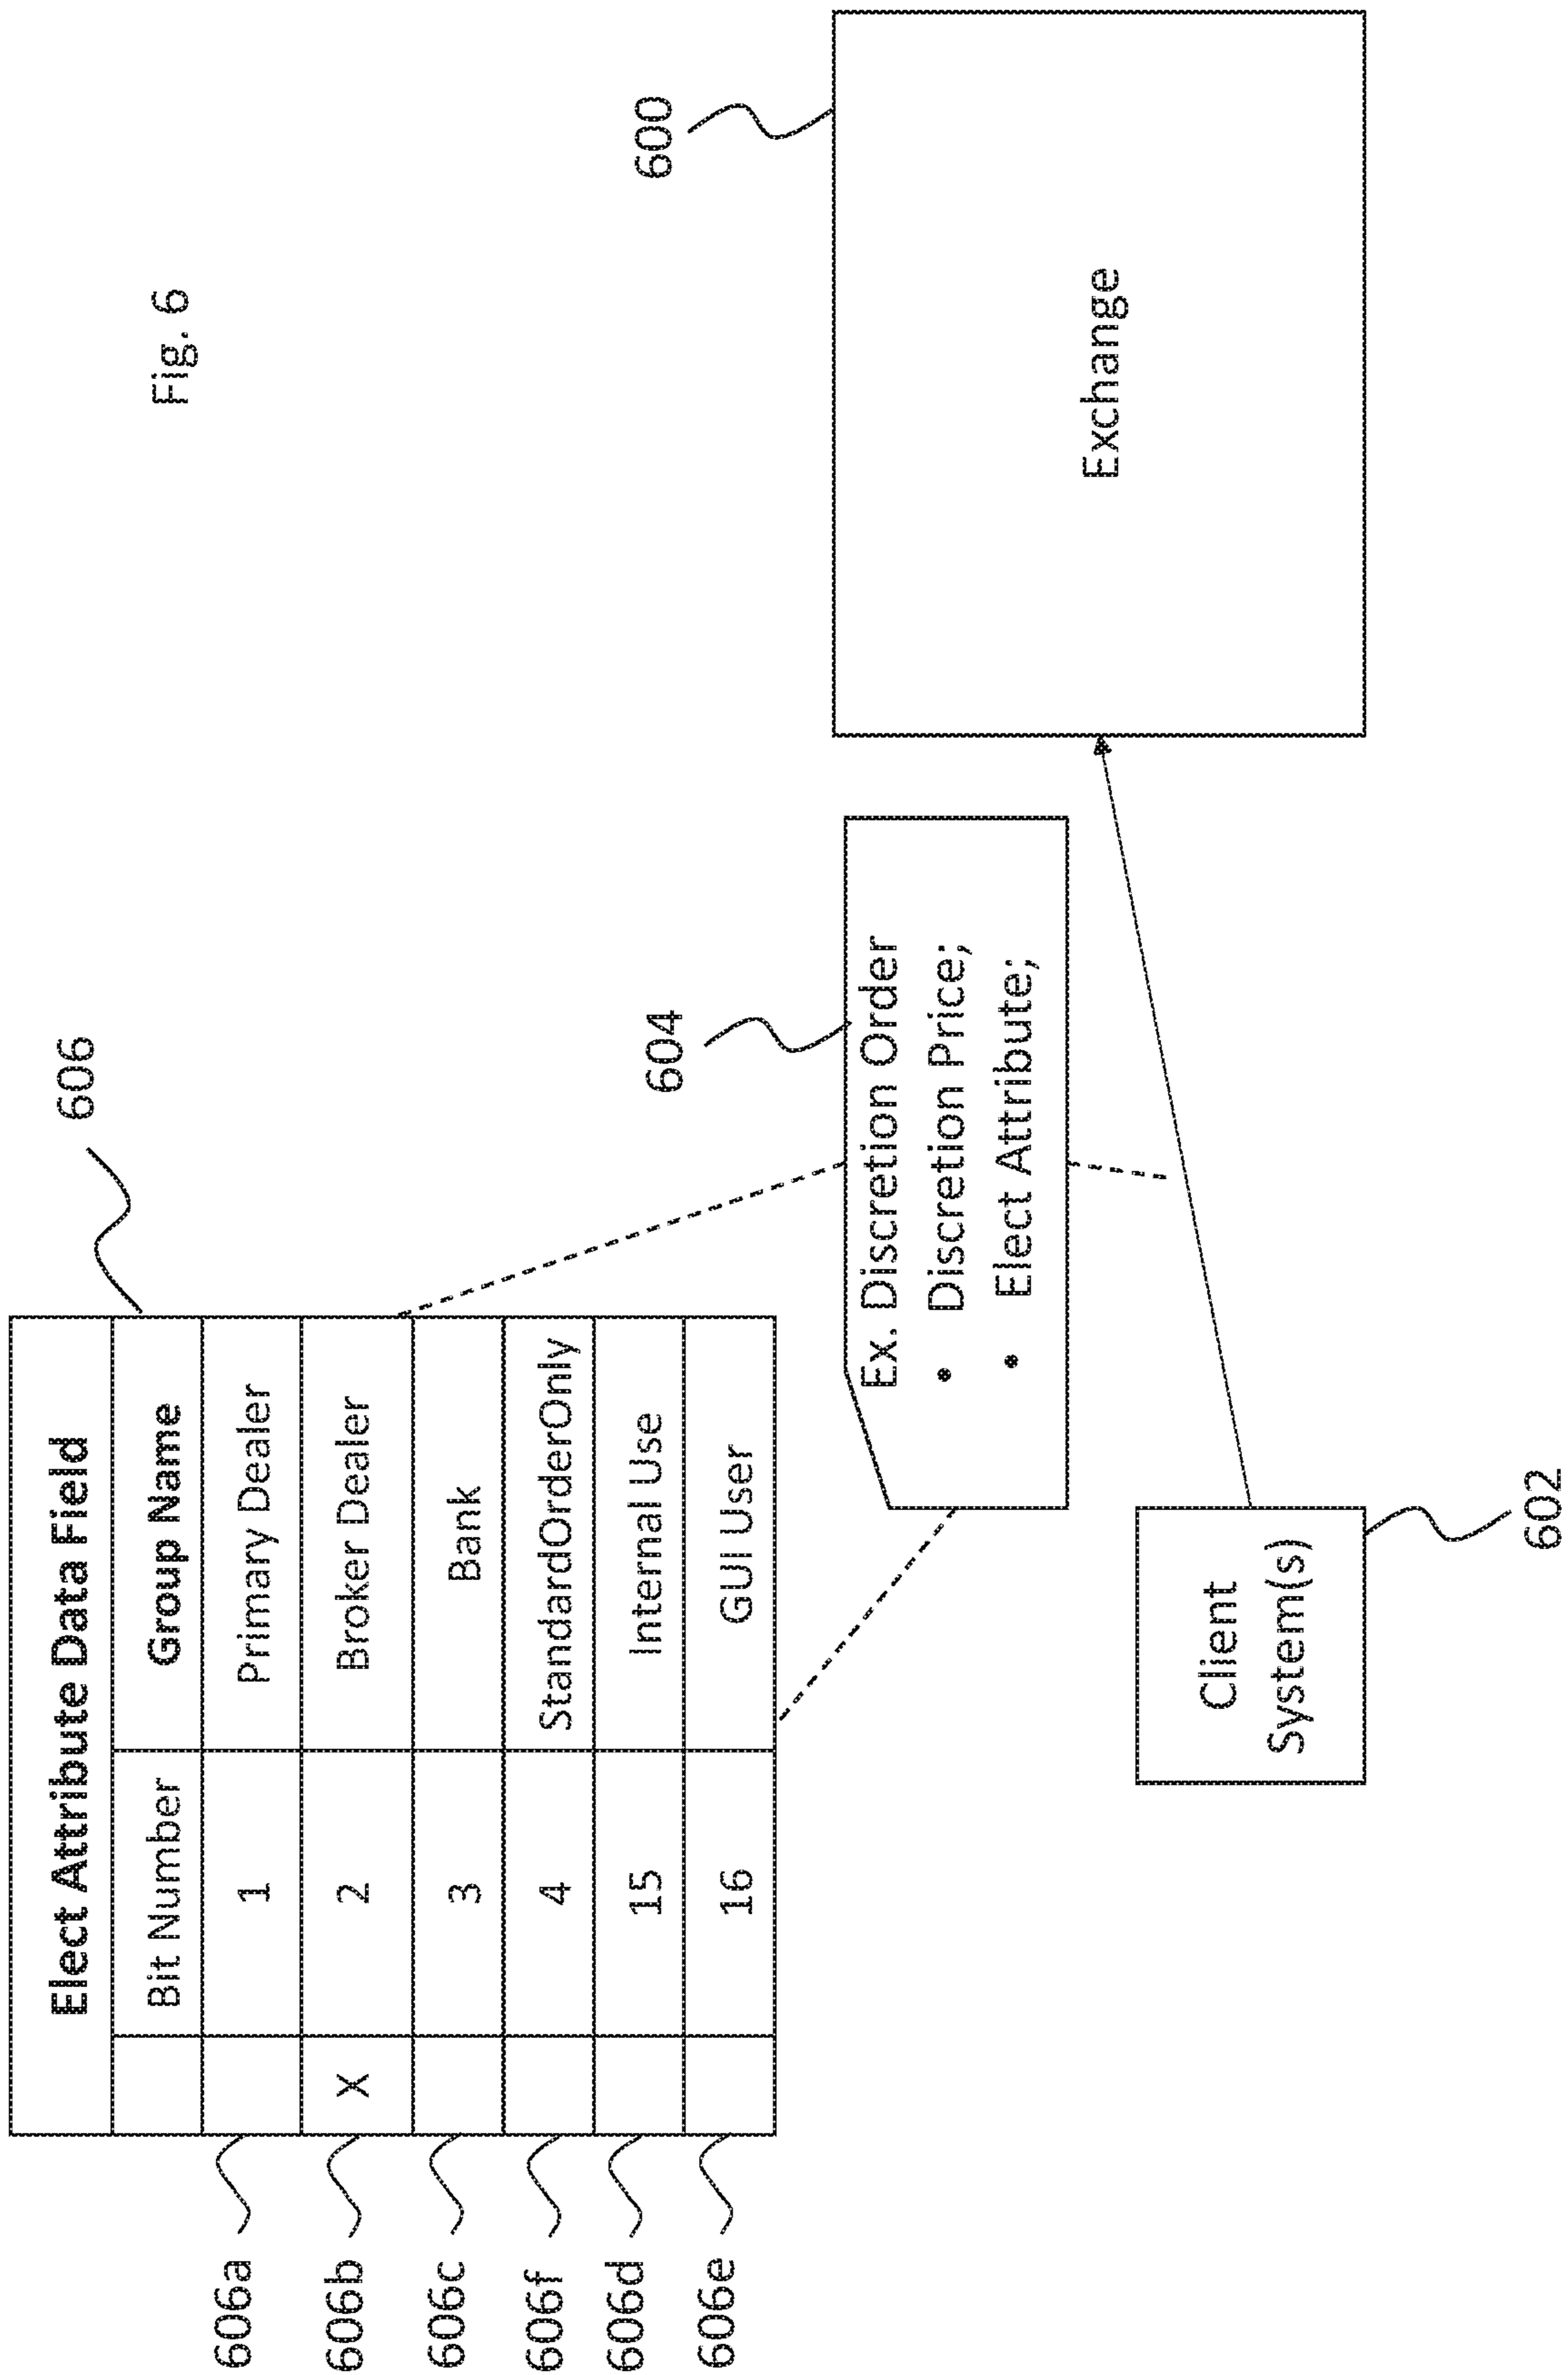 Fig. 6
606
Elect Attribute Data Field
Bit Number Group Name
606a 1 Primary Dealer
606b X 2 Broker Dealer
606c 3 Bank
606f 4 StandardOrderOnly
606d 15 Internal Use
606e 16 GUI User
604
Ex. Discretion Order
• Discretion Price;
• Elect Attribute;
600
Exchange
Client
System(s)
602